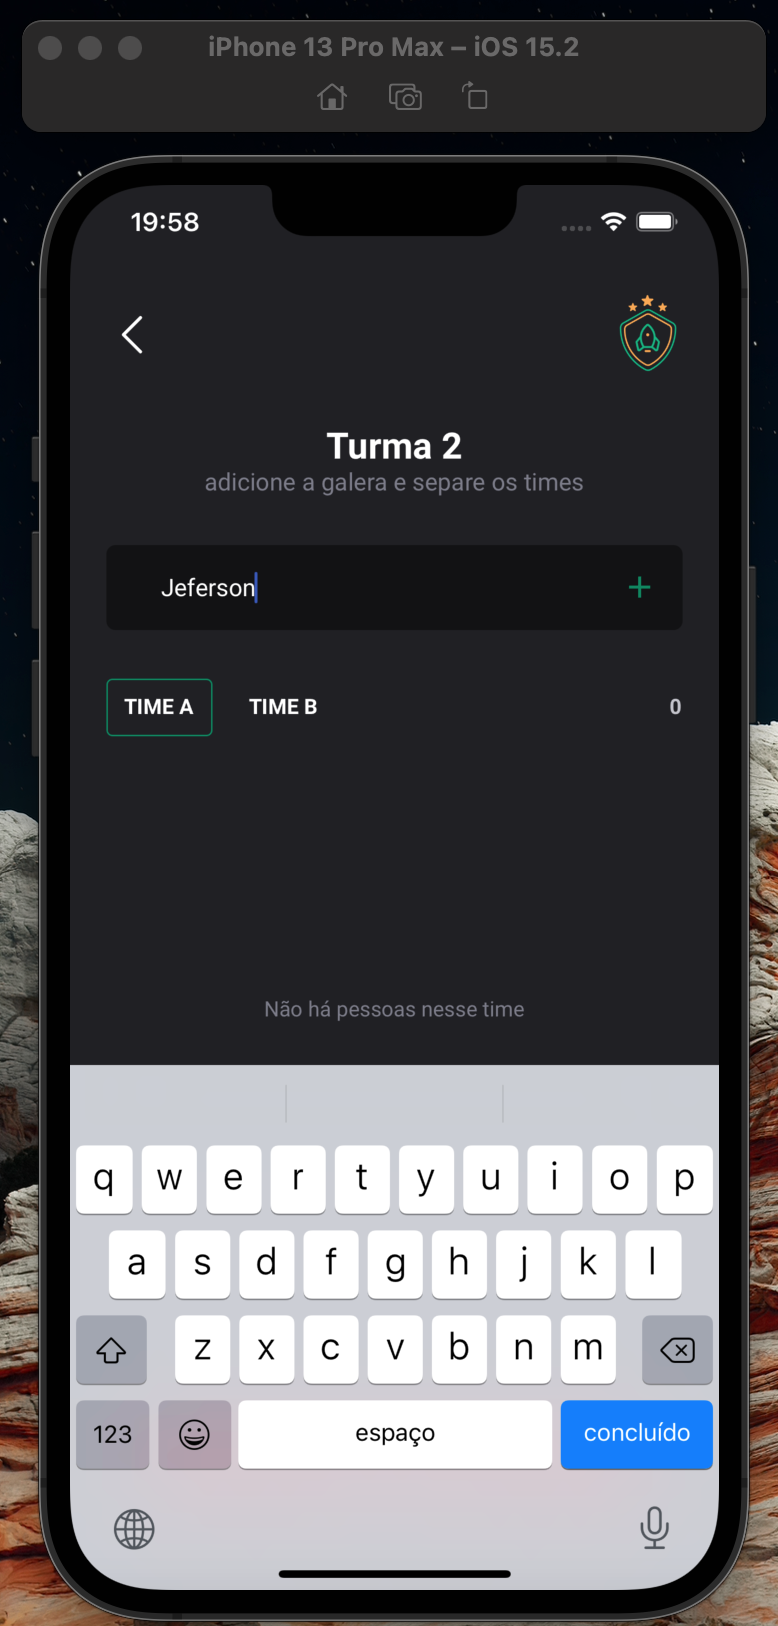 iPhone 13 Pro Max – iOS 15.2
19:58
Turma 2
adicione a galera e separe os times
Jeferson
+
TIME A TIME B 0
Não há pessoas nesse time
q w e r t y u i o p
a s d f g h j k l
z x c v b n m
123 espaço concluído